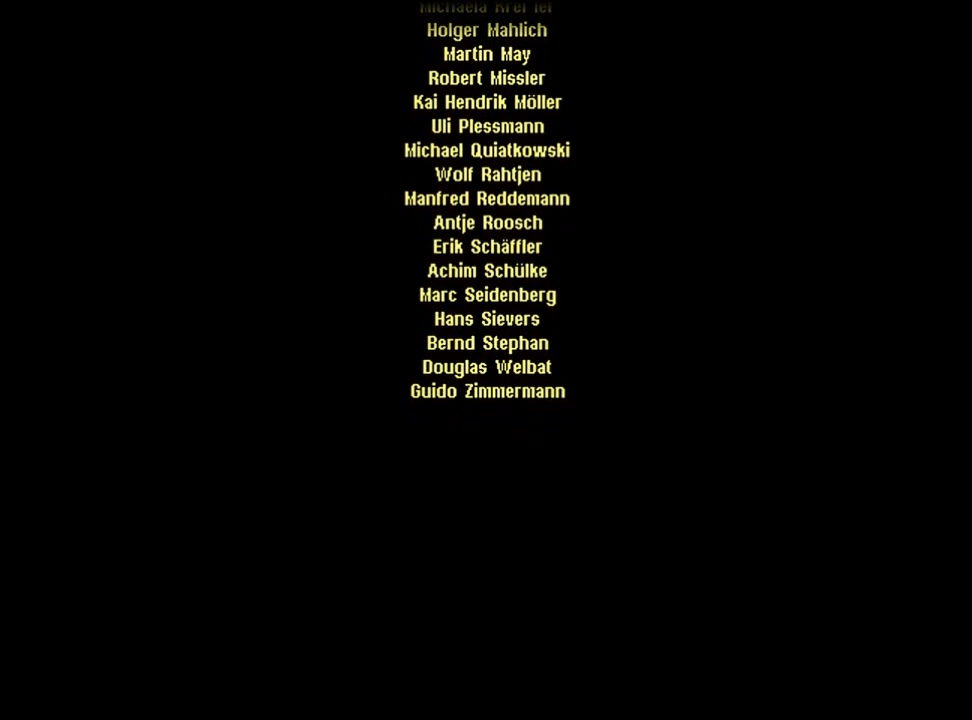 Michaela
Holger Mahlich
Martin May
Robert Missler
Kai Hendrik Möller
Uli Plessmann
Michael Quiatkowski
Wolf Rahtjen
Manfred Reddemann
Antje Roosch
Erik Schäffler
Achim Schülke
Marc Seidenberg
Hans Sievers
Bernd Stephan
Douglas Welbat
Guido Zimmermann